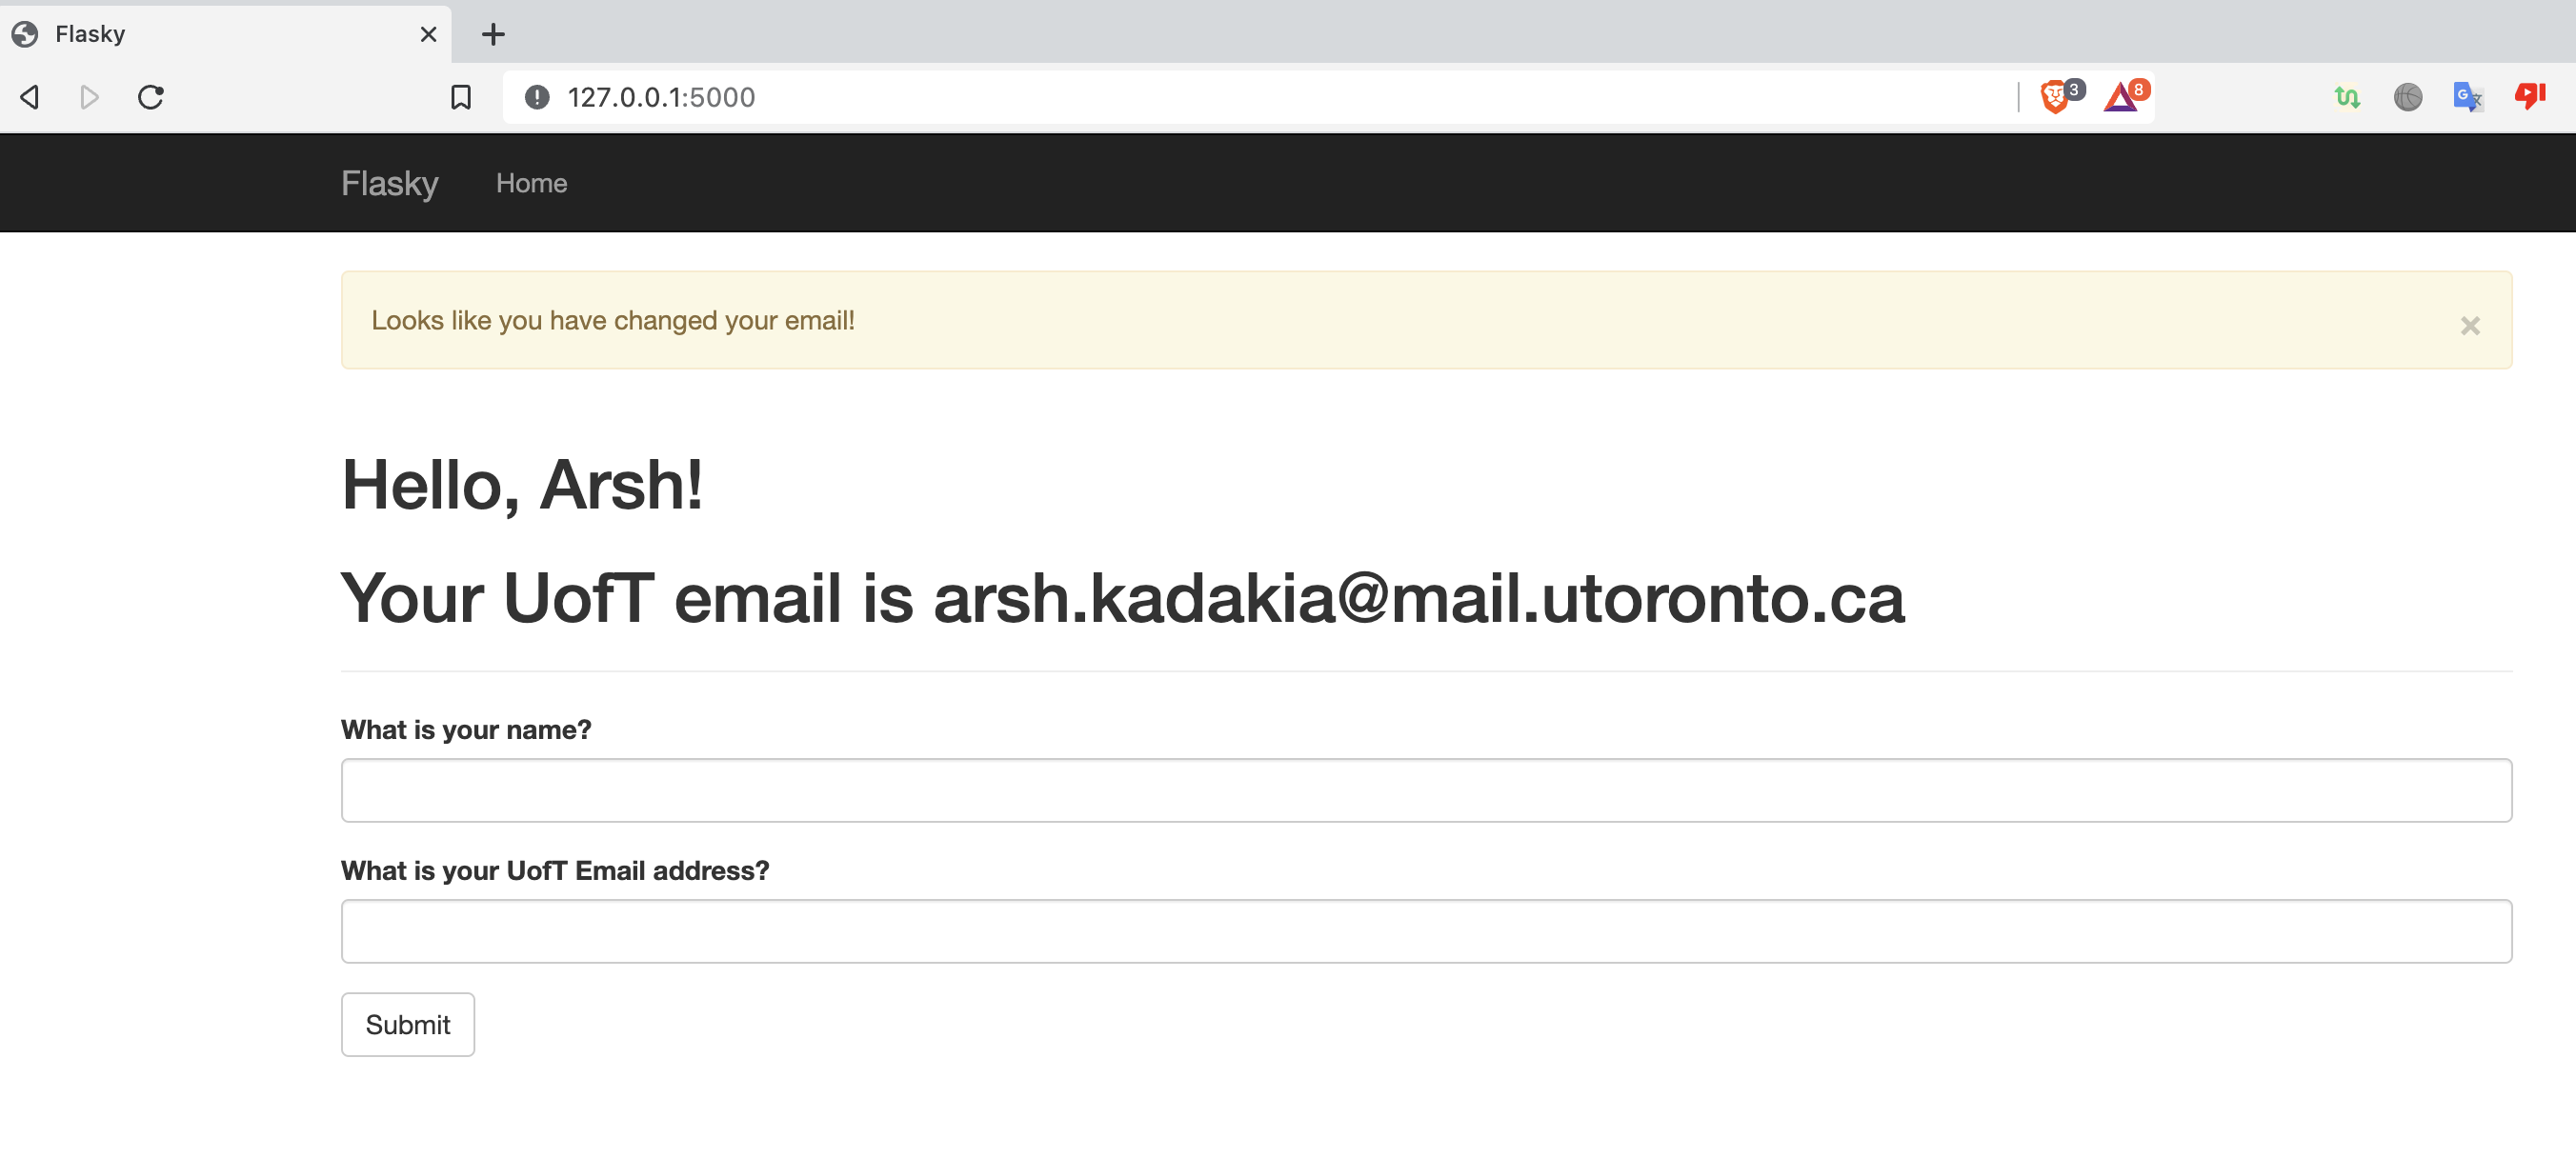 Flasky
127.0.0.1:5000
3
8
Flasky Home
Looks like you have changed your email!
×
Hello, Arsh!
Your UofT email is arsh.kadakia@mail.utoronto.ca
What is your name?
What is your UofT Email address?
Submit